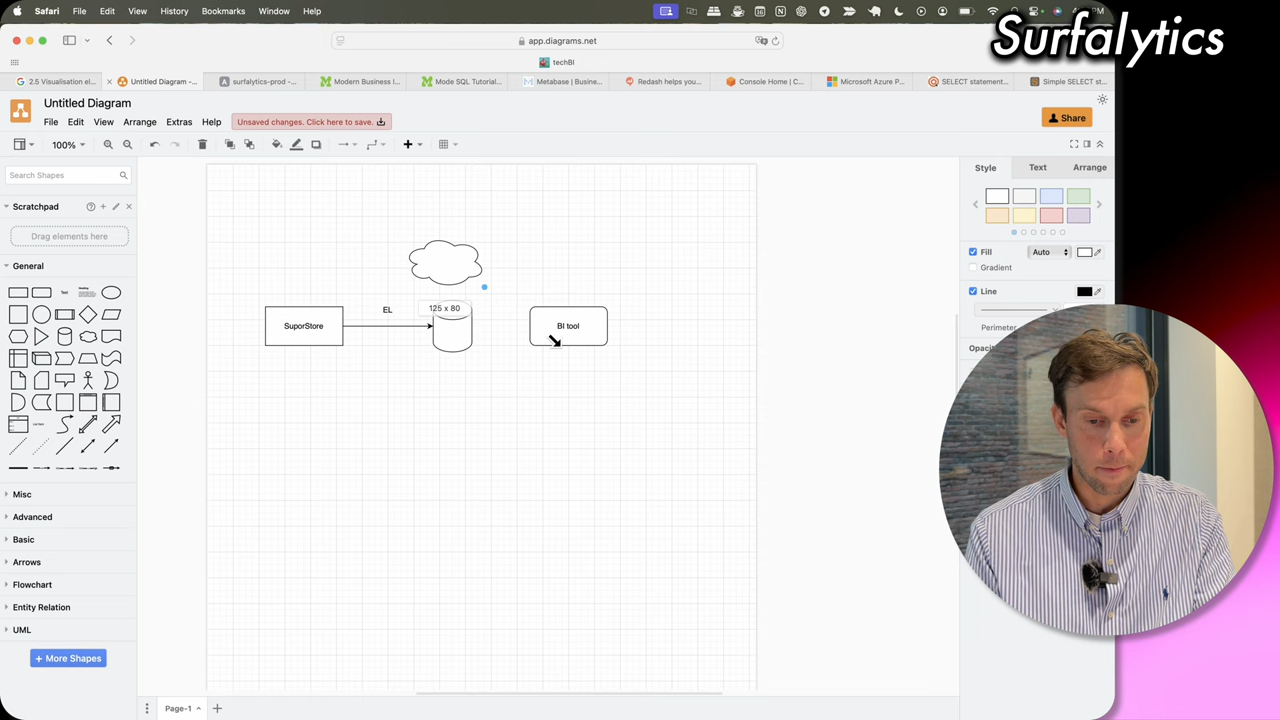 Safari File Edit View History Bookmarks Window Help
Surfalytics
app.diagrams.net
techBI
2.5 Visualisation el...
Untitled Diagram -...
surfalytics-prod -...
Modern Business I...
Mode SQL Tutorial...
Metabase | Busine...
Redash helps you...
Console Home | C...
Microsoft Azure P...
SELECT statement...
Simple SELECT st...
Untitled Diagram
File Edit View Arrange Extras Help
Unsaved changes. Click here to save.
Share
100%
Search Shapes
Style Text Arrange
Scratchpad
Drag elements here
General
Fill Auto
Gradient
Line
Perimeter
Opac
EL
125 x 80
SuporStore
BI tool
Misc
Advanced
Basic
Arrows
Flowchart
Entity Relation
UML
+ More Shapes
Page-1